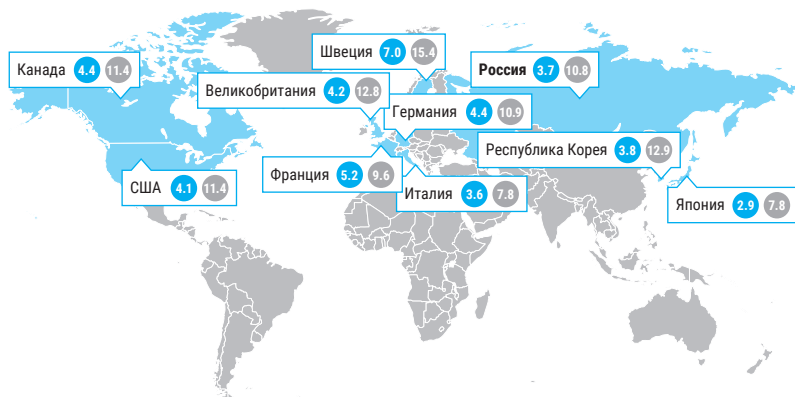 Швеция 7.0 15.4
Канада 4.4 11.4
Россия 3.7 10.8
Великобритания 4.2 12.8
Германия 4.4 10.9
Республика Корея 3.8 12.9
Франция 5.2 9.6
США 4.1 11.4
Италия 3.6 7.8
Япония 2.9 7.8